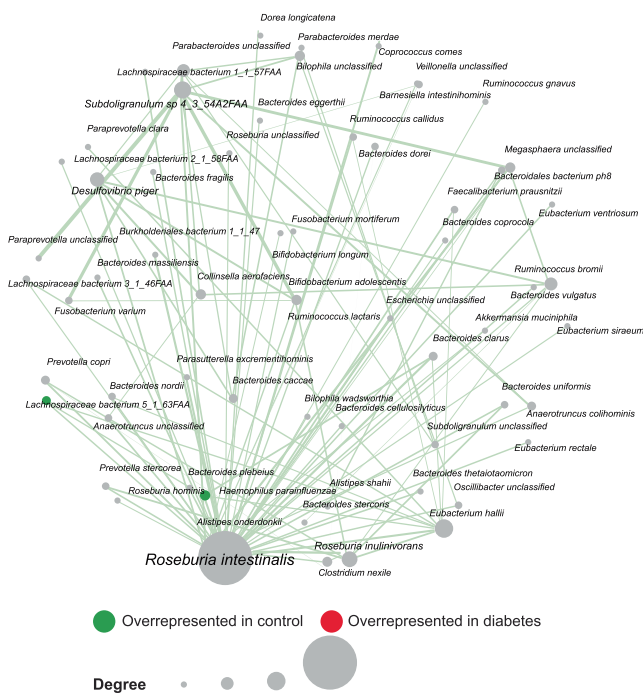 Dorea longicatena
Parabacteroides merdae
Parabacteroides unclassified
Coprococcus comes
Bilophila unclassified
Veillonella unclassified
Lachnospiraceae bacterium 1_1_57FAA
Ruminococcus gnavus
Barnesiella intestinihominis
Subdoligranulum sp 4_3_54A2FAA
Bacteroides eggerthii
Ruminococcus callidus
Paraprevotella clara
Roseburia unclassified
Megasphaera unclassified
Bacteroides dorei
Lachnospiraceae bacterium 2_1_58FAA
Bacteroides fragilis
Bacteroidales bacterium ph8
Desulfovibrio piger
Faecalibacterium prausnitzii
Eubacterium ventriosum
Fusobacterium mortiferum
Bacteroides coprocola
Burkholderiales bacterium 1_1_47
Paraprevotella unclassified
Bifidobacterium longum
Bacteroides massiliensis
Ruminococcus bromii
Collinsella aerofaciens
Bifidobacterium adolescentis
Lachnospiraceae bacterium 3_1_46FAA
Bacteroides vulgatus
Escherichia unclassified
Fusobacterium varium
Ruminococcus lactaris
Akkermansia muciniphila
Eubacterium siraeum
Bacteroides clarus
Parasutterella excrementihominis
Prevotella copri
Bacteroides caccae
Bacteroides nordii
Bacteroides uniformis
Bilophila wadsworthia
Lachnospiraceae bacterium 5_1_63FAA
Bacteroides cellulosilyticus
Anaerotruncus colihominis
Anaerotruncus unclassified
Subdoligranulum unclassified
Eubacterium rectale
Prevotella stercorea
Bacteroides plebeius
Bacteroides thetaiotaomicron
Alistipes shahii
Oscillibacter unclassified
Roseburia hominis
Haemophilus parainfluenzae
Bacteroides stercoris
Eubacterium hallii
Alistipes onderdonkii
Roseburia inulinivorans
Roseburia intestinalis
Clostridium nexile
Overrepresented in control
Overrepresented in diabetes
Degree